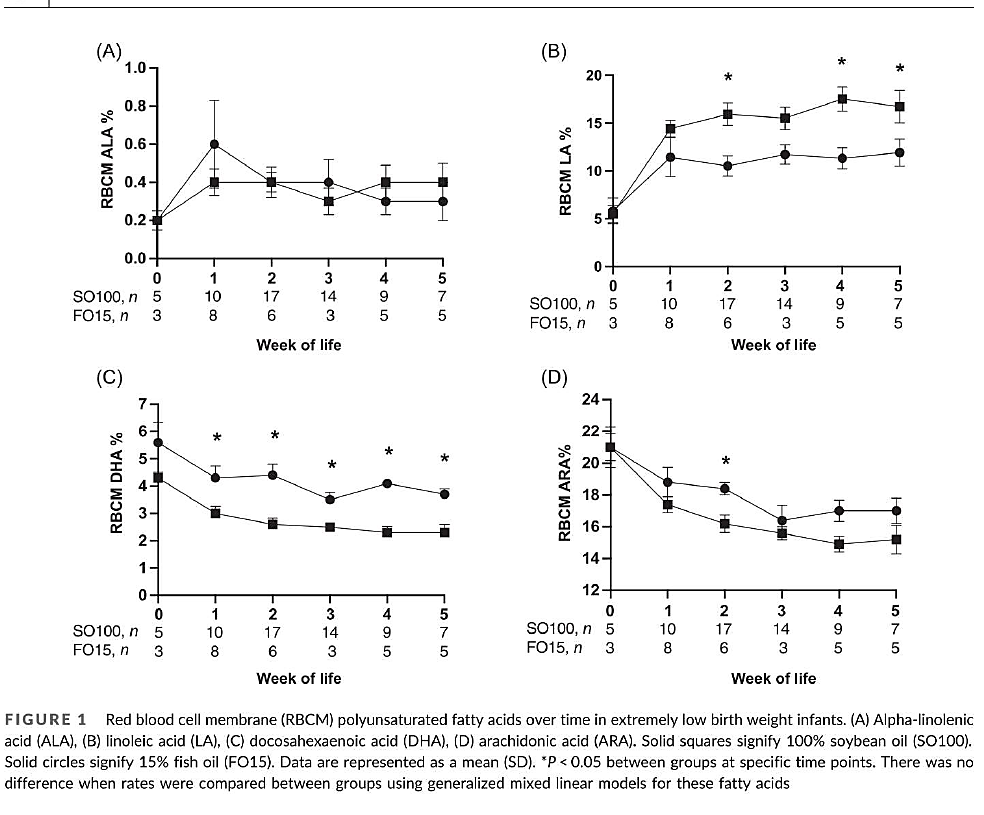 (A)
1.0
0.8
0.6
0.4
0.2
0.0
RBCM ALA %
0 1 2 3 4 5
SO100, n 5 10 17 14 9 7
FO15, n 3 8 6 3 5 5
Week of life
(B)
20
15
10
5
0
RBCM LA %
* * *
0 1 2 3 4 5
SO100, n 5 10 17 14 9 7
FO15, n 3 8 6 3 5 5
Week of life
(C)
7
6
5
4
3
2
1
0
RBCM DHA %
* * * * *
0 1 2 3 4 5
SO100, n 5 10 17 14 9 7
FO15, n 3 8 6 3 5 5
Week of life
(D)
24
22
20
18
16
14
12
RBCM ARA%
*
0 1 2 3 4 5
SO100, n 5 10 17 14 9 7
FO15, n 3 8 6 3 5 5
Week of life
FIGURE 1 Red blood cell membrane (RBCM) polyunsaturated fatty acids over time in extremely low birth weight infants. (A) Alpha-linolenic
acid (ALA), (B) linoleic acid (LA), (C) docosahexaenoic acid (DHA), (D) arachidonic acid (ARA). Solid squares signify 100% soybean oil (SO100).
Solid circles signify 15% fish oil (FO15). Data are represented as a mean (SD). *P < 0.05 between groups at specific time points. There was no
difference when rates were compared between groups using generalized mixed linear models for these fatty acids